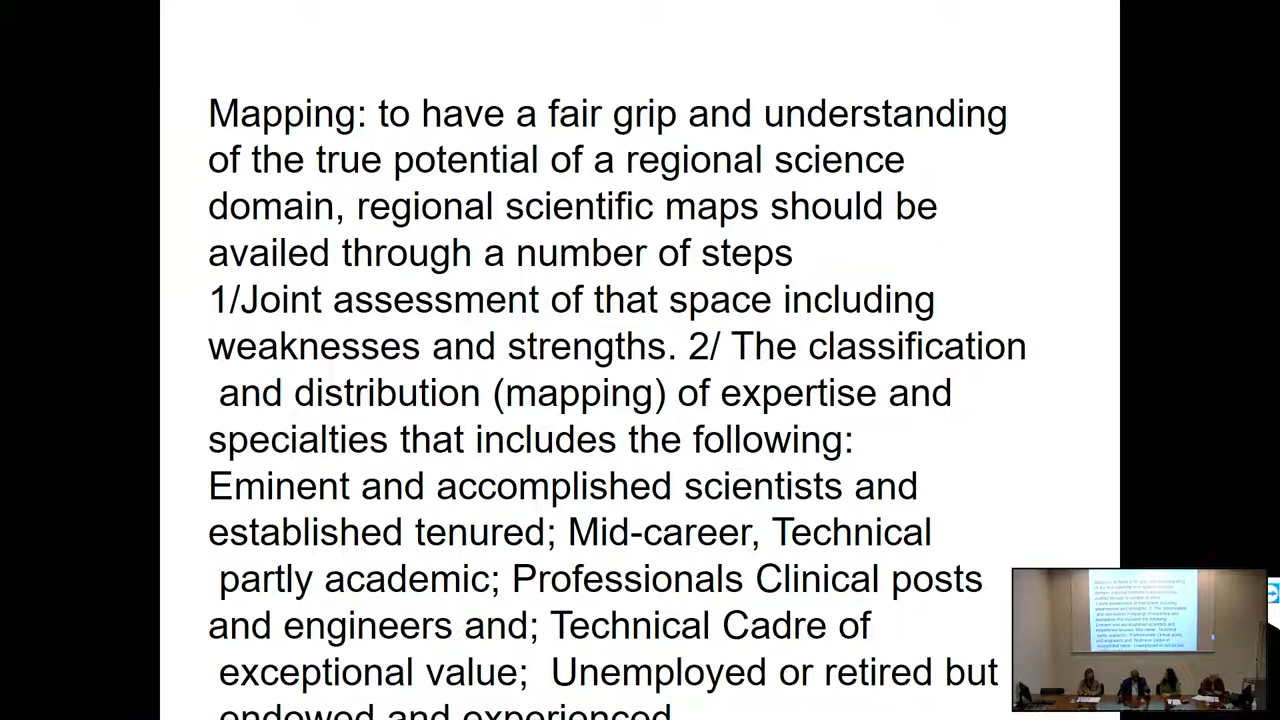 Mapping: to have a fair grip and understanding
of the true potential of a regional science
domain, regional scientific maps should be
availed through a number of steps
1/Joint assessment of that space including
weaknesses and strengths. 2/ The classification
and distribution (mapping) of expertise and
specialties that includes the following:
Eminent and accomplished scientists and
established tenured; Mid-career, Technical
partly academic; Professionals Clinical posts
and engineering; Technical Cadre of
exceptional value; Unemployed or retired but
endowed and experienced